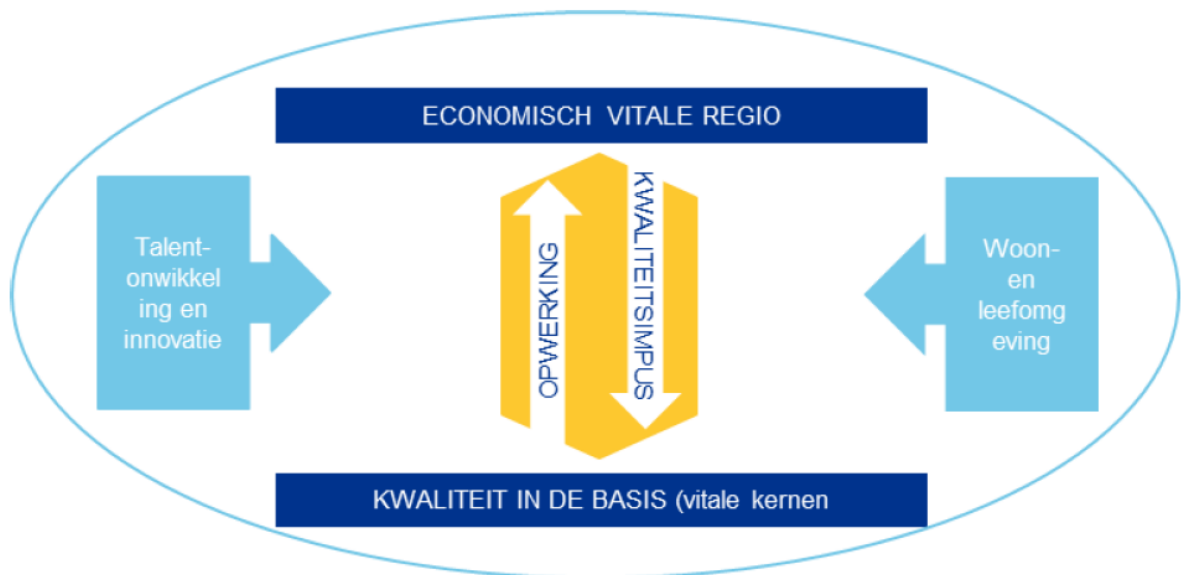 ECONOMISCH VITALE REGIO
Talent-
onwikkel
ing en
innovatie
OPWERKING
KWALITEITSIMPUS
Woon-
en
leefomg
eving
KWALITEIT IN DE BASIS (vitale kernen